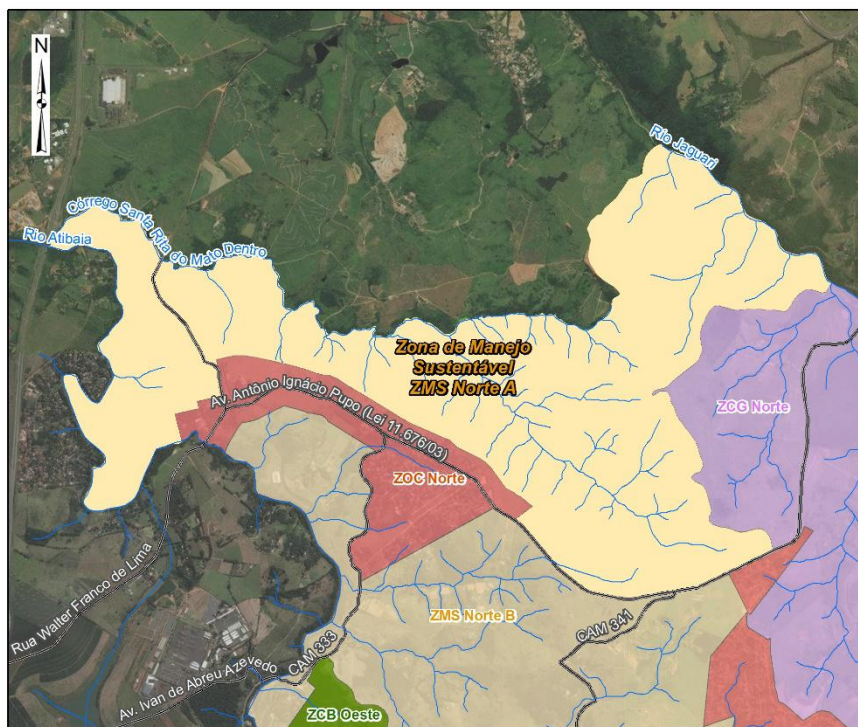 N
Rio Jaguari
Córrego Santa Rita do Mato Dentro
Rio Atibaia
Zona de Manejo
Sustentável
ZMS Norte A
Av. Antônio Ignácio Pupo (Lei 11.676/03)
ZCG Norte
ZOC Norte
Rua Walter Franco de Lima
ZMS Norte B
CAM 341
CAM 333
Av. Ivan de Abreu Azevedo
ZCB Oeste